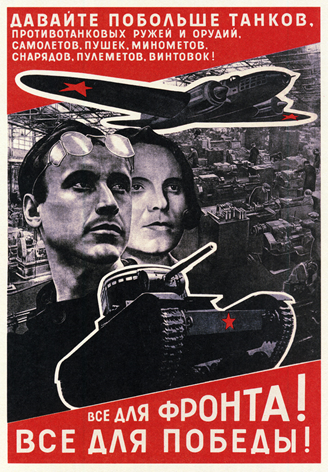 ДАВАЙТЕ ПОБОЛЬШЕ ТАНКОВ,
ПРОТИВОТАНКОВЫХ РУЖЕЙ И ОРУДИЙ,
САМОЛЕТОВ, ПУШЕК, МИНОМЕТОВ,
СНАРЯДОВ, ПУЛЕМЕТОВ, ВИНТОВОК!
ВСЕ ДЛЯ ФРОНТА!
ВСЕ ДЛЯ ПОБЕДЫ!